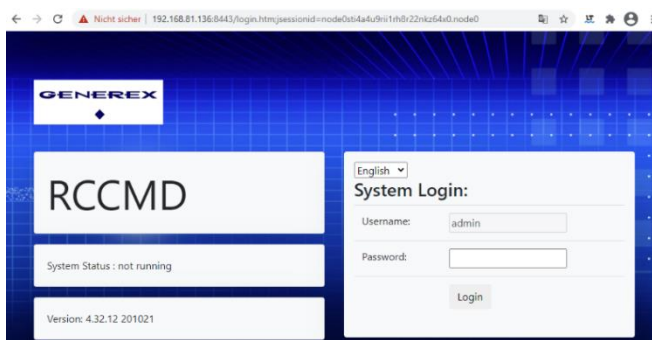 Nicht sicher | 192.168.81.136:8443/login.htm;jsessionid=node0sti4a4u9rii1rh8r22nkz64x0.node0
GENEREX
RCCMD
System Status : not running
Version: 4.32.12 201021
English
System Login:
Username: admin
Password:
Login